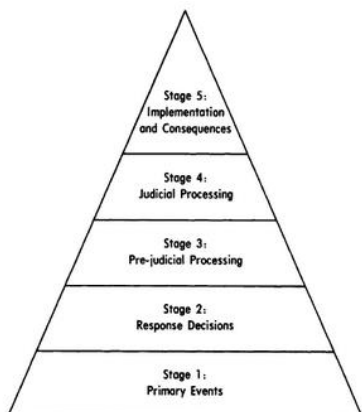 Stage 5:
Implementation
and Consequences
Stage 4:
Judicial Processing
Stage 3:
Pre-judicial Processing
Stage 2:
Response Decisions
Stage 1:
Primary Events